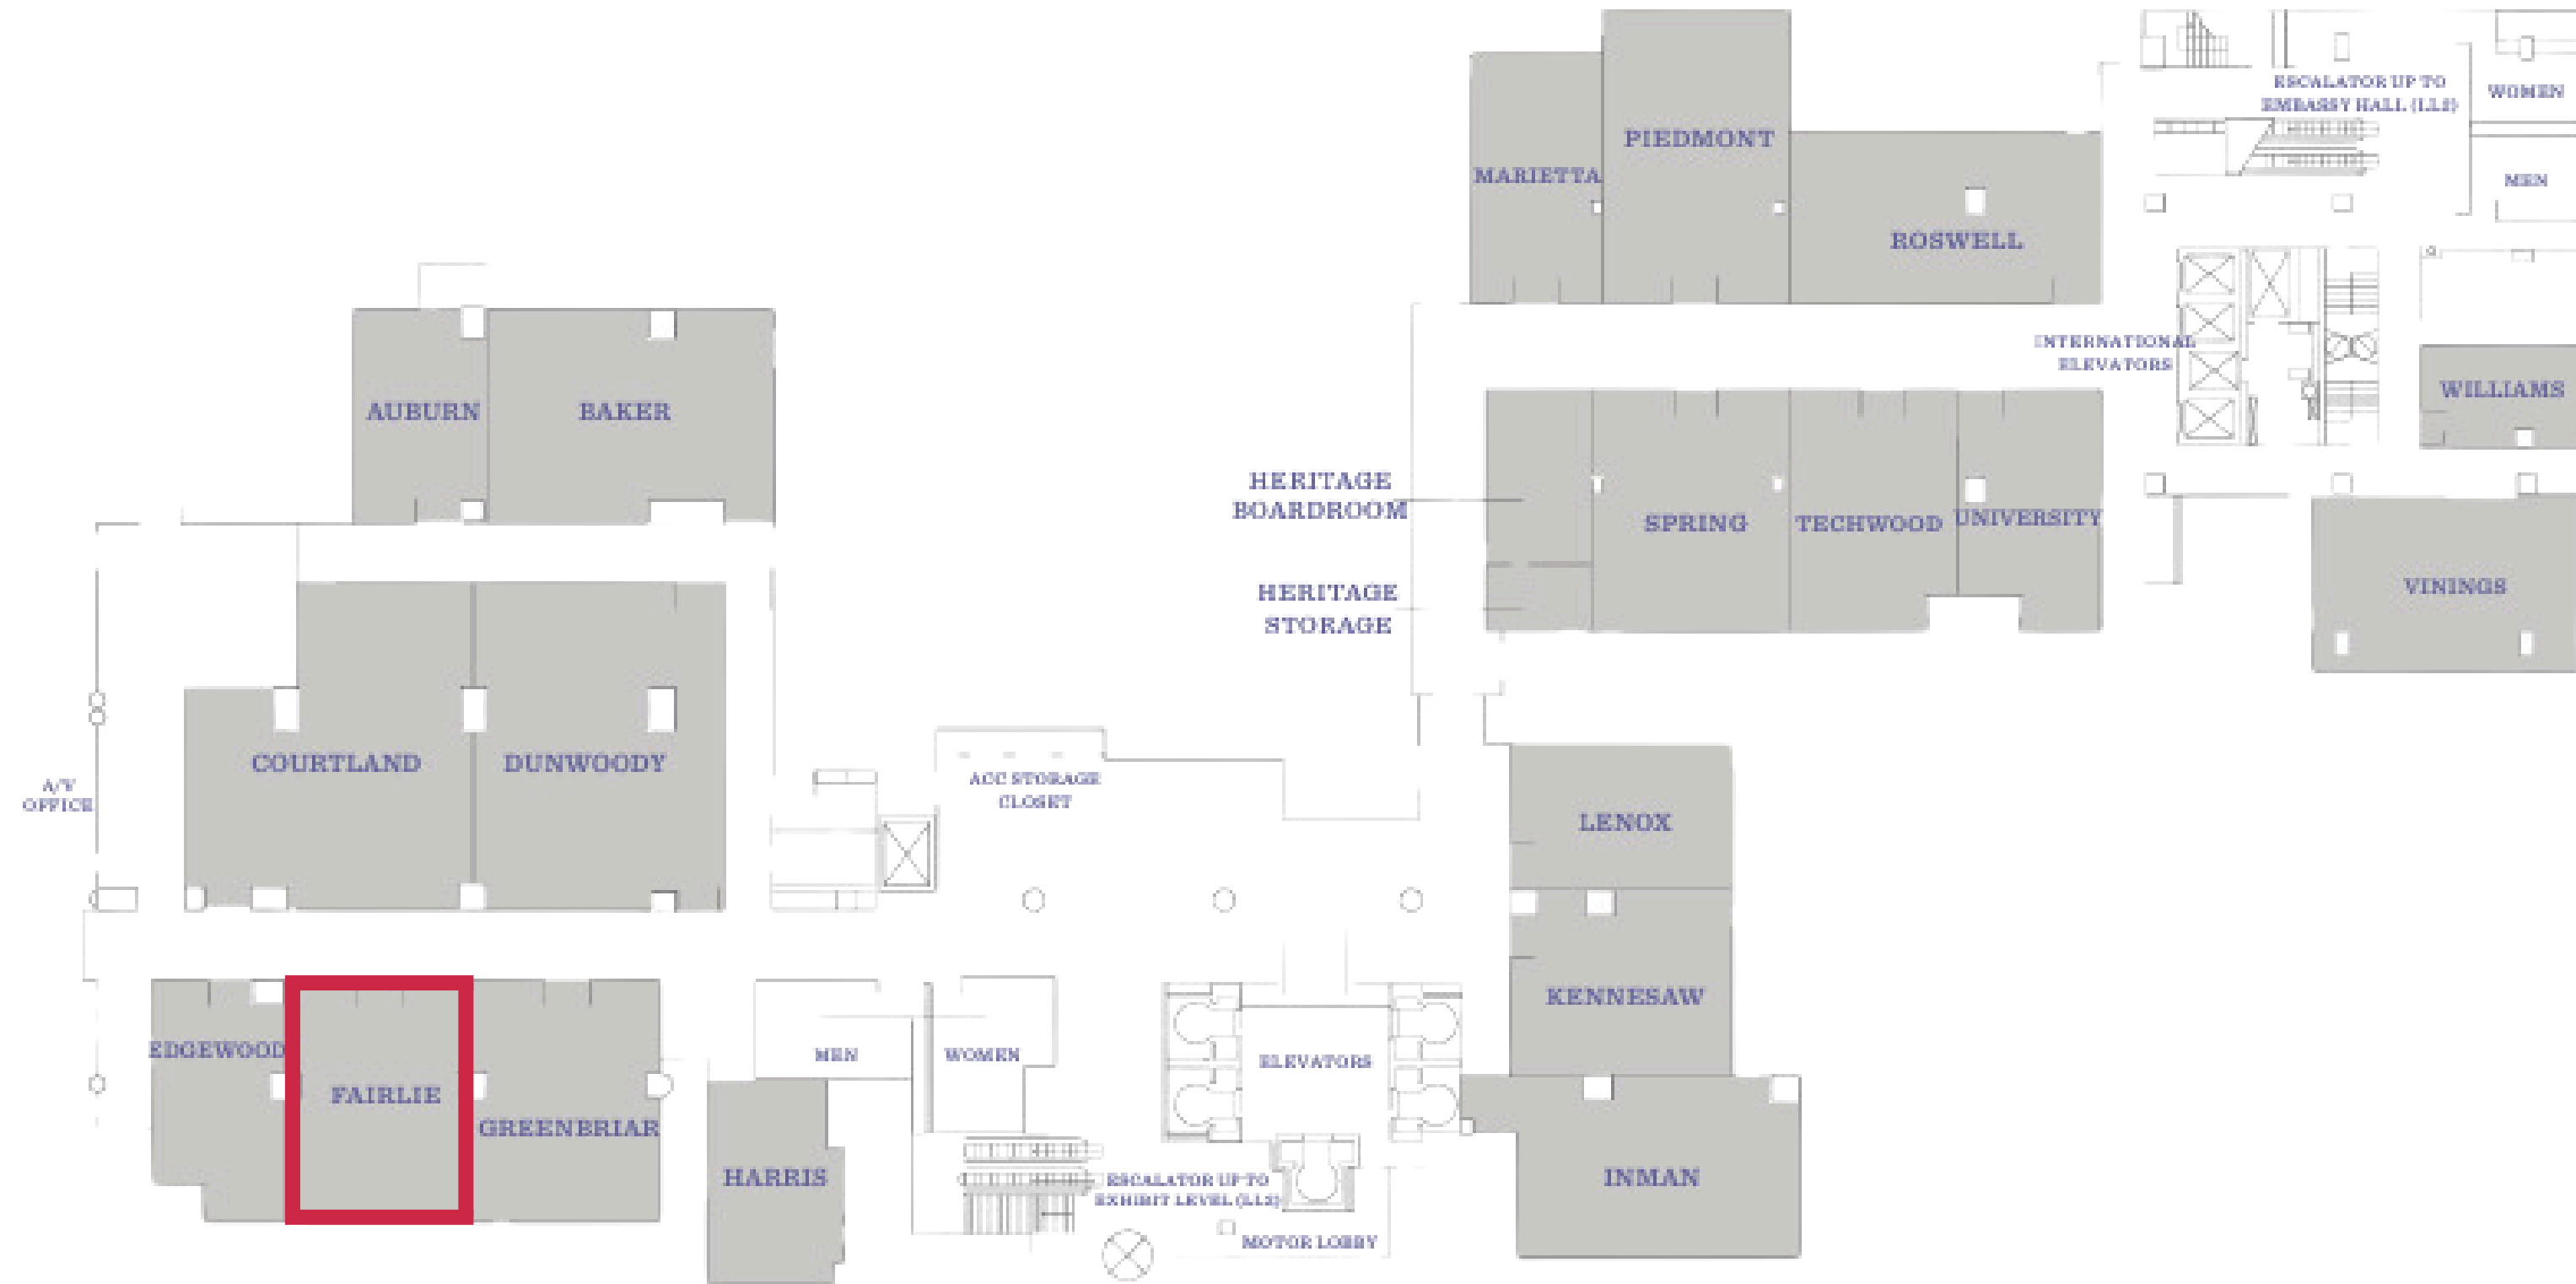 ESCALATOR UP TO
EMBASSY HALL (LL2)
WOMEN
PIEDMONT
MARIETTA
MEN
ROSWELL
INTERNATIONAL
ELEVATORS
WILLIAMS
AUBURN
BAKER
HERITAGE
BOARDROOM
SPRING
TECHWOOD
UNIVERSITY
VININGS
HERITAGE
STORAGE
COURTLAND
DUNWOODY
A/V
OFFICE
ACC STORAGE
CLOSET
LENOX
KENNESAW
EDGEWOOD
FAIRLIE
GREENBRIAR
MEN
WOMEN
ELEVATORS
HARRIS
ESCALATOR UP TO
EXHIBIT LEVEL (LL2)
INMAN
MOTOR LOBBY